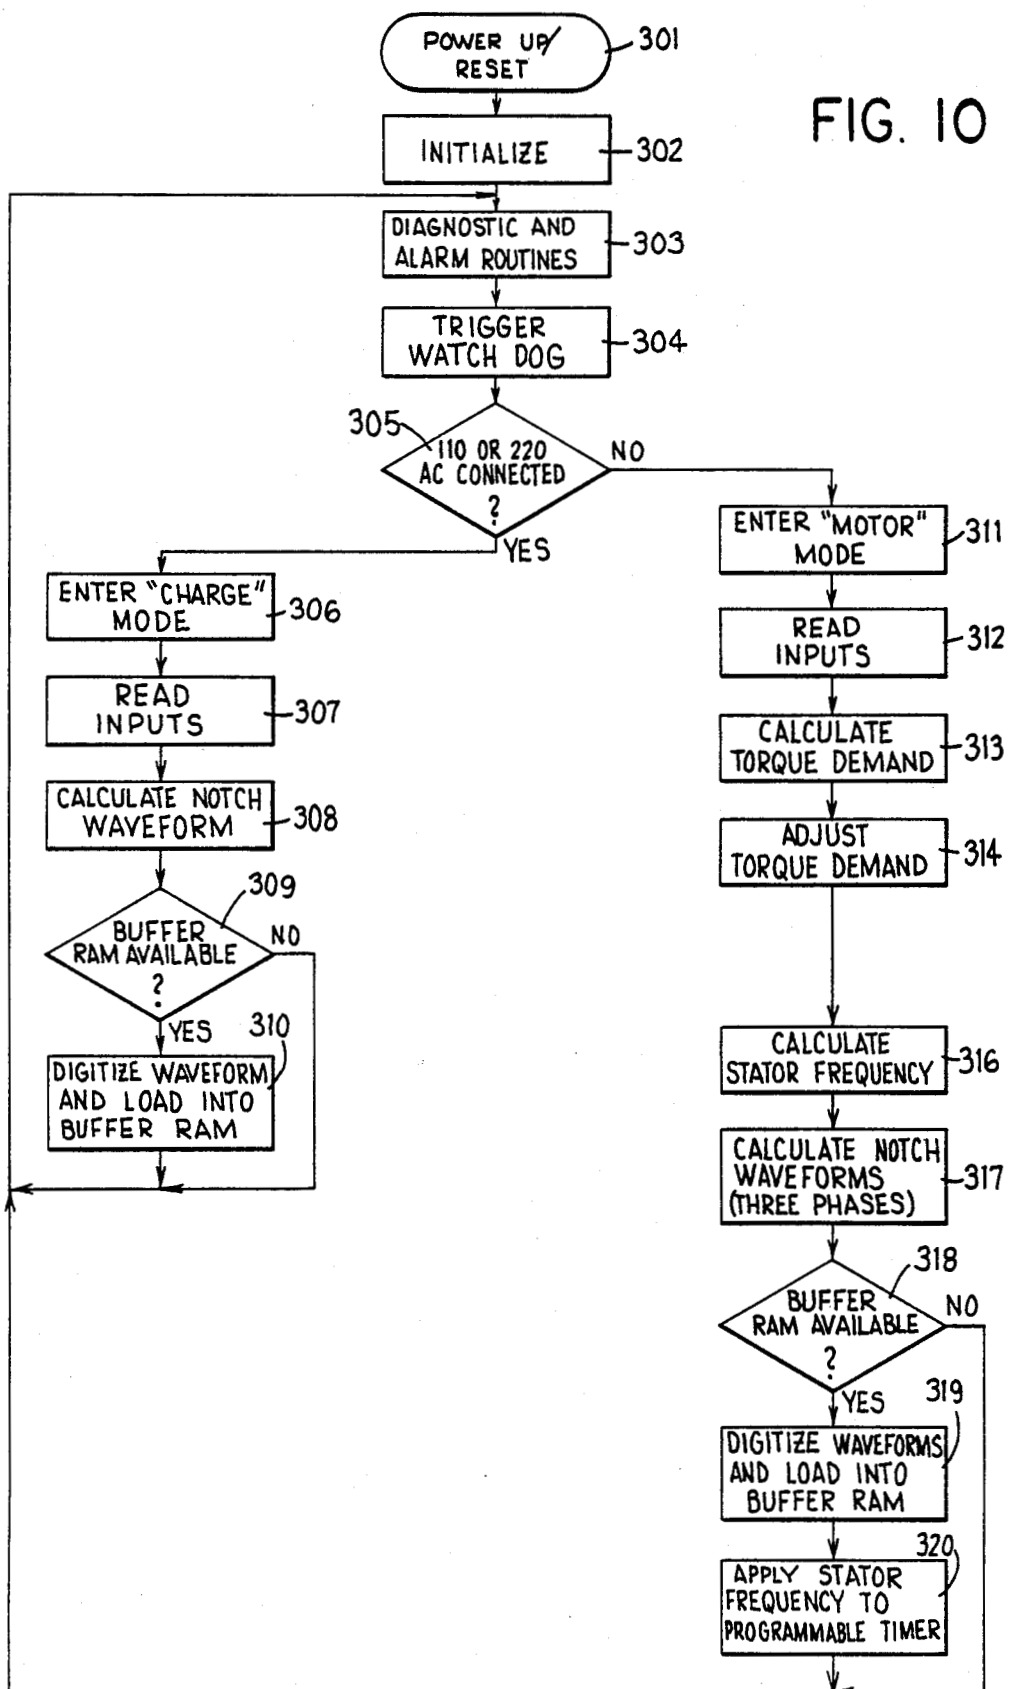 POWER UP/
RESET
301
FIG. 10
INITIALIZE
302
DIAGNOSTIC AND
ALARM ROUTINES
303
TRIGGER
WATCH DOG
304
305
110 OR 220
AC CONNECTED
?
NO
YES
ENTER "CHARGE"
MODE
306
READ
INPUTS
307
CALCULATE NOTCH
WAVEFORM
308
309
BUFFER
RAM AVAILABLE
?
NO
YES
310
DIGITIZE WAVEFORM
AND LOAD INTO
BUFFER RAM
ENTER "MOTOR"
MODE
311
READ
INPUTS
312
CALCULATE
TORQUE DEMAND
313
ADJUST
TORQUE DEMAND
314
CALCULATE
STATOR FREQUENCY
316
CALCULATE NOTCH
WAVEFORMS
(THREE PHASES)
317
318
BUFFER
RAM AVAILABLE
?
NO
YES
319
DIGITIZE WAVEFORMS
AND LOAD INTO
BUFFER RAM
320
APPLY STATOR
FREQUENCY TO
PROGRAMMABLE TIMER